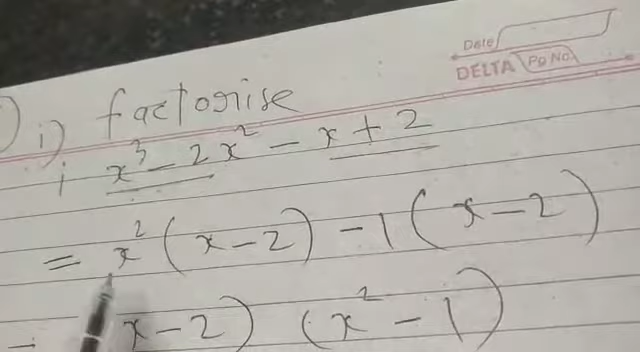 Date
DELTA Pg No.
i) factorise
x³ - 2x² - x + 2
= x² (x - 2) - 1 (x - 2)
x - 2) (x² - 1)